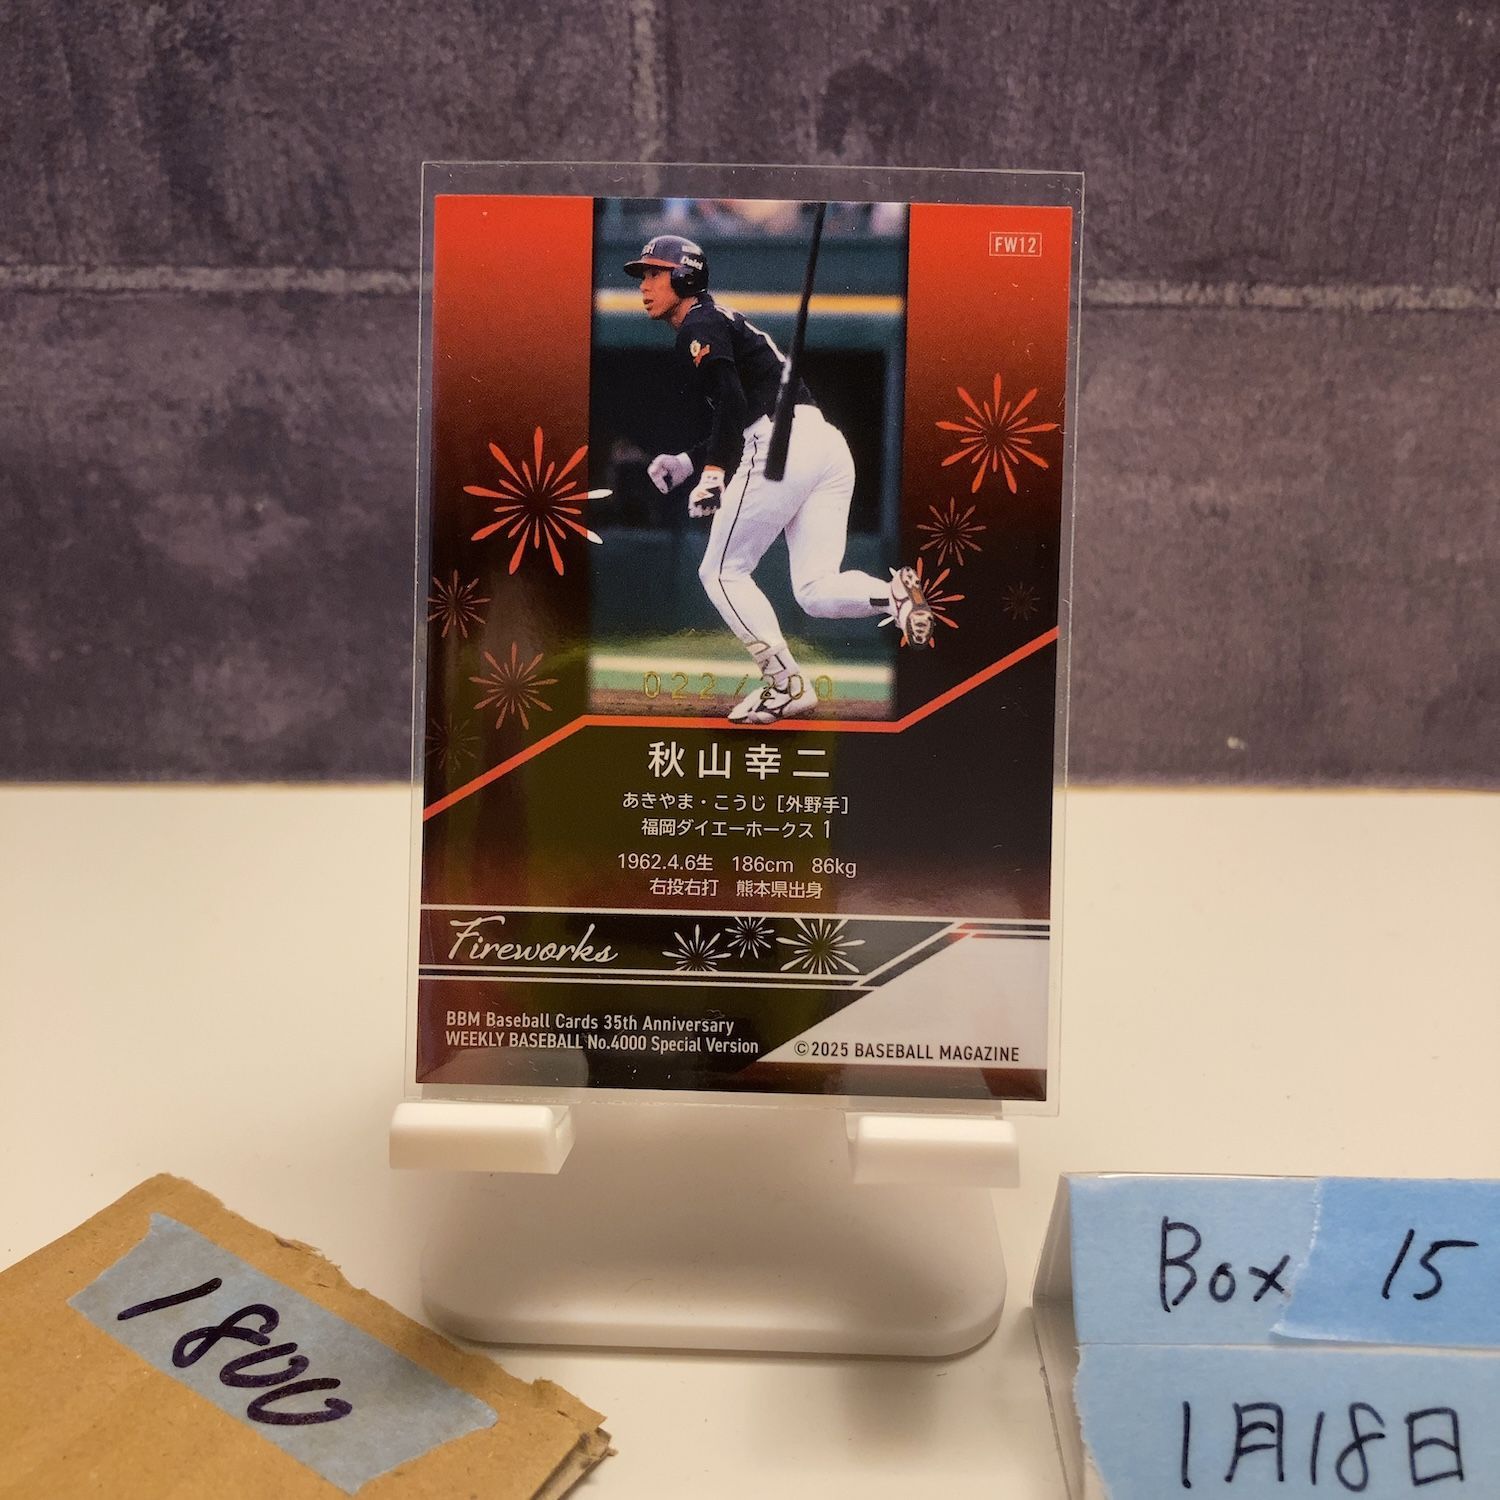 FW12
Daiei
022/200
秋山幸二
あきやま・こうじ [外野手]
福岡ダイエーホークス 1
1962.4.6生 186cm 86kg
右投右打 熊本県出身
Fireworks
BBM Baseball Cards 35th Anniversary
WEEKLY BASEBALL No.4000 Special Version
©2025 BASEBALL MAGAZINE
1800
Box 15
1月18日